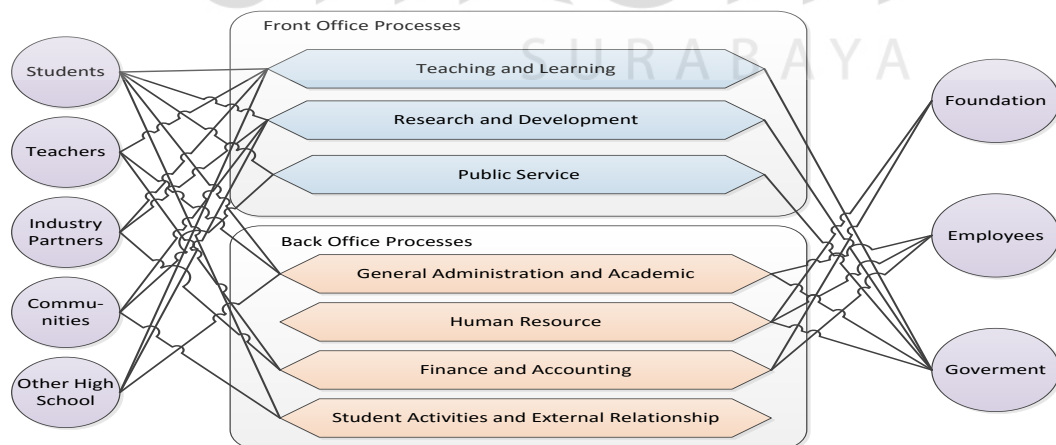 Front Office Processes
SURABAYA
Students
Teaching and Learning
Foundation
Research and Development
Teachers
Public Service
Industry
Partners
Back Office Processes
Employees
General Administration and Academic
Commu-
nities
Human Resource
Finance and Accounting
Goverment
Other High
School
Student Activities and External Relationship